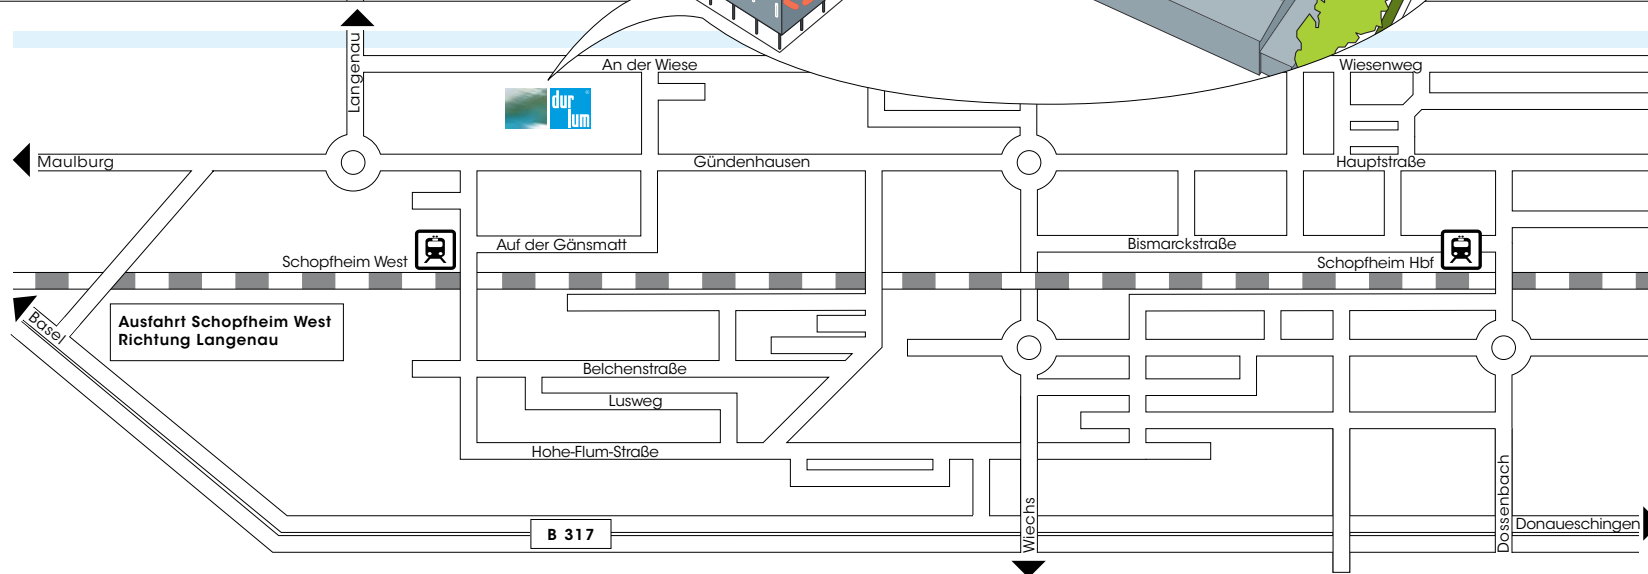 Langenau
An der Wiese
Wiesenweg
dur
lum
Maulburg
Gündenhausen
Hauptstraße
Auf der Gänsmatt
Bismarckstraße
Schopfheim West
Schopfheim Hbf
Basel
Ausfahrt Schopfheim West
Richtung Langenau
Belchenstraße
Lusweg
Hohe-Flum-Straße
B 317
Wiechs
Dossenbach
Donaueschingen